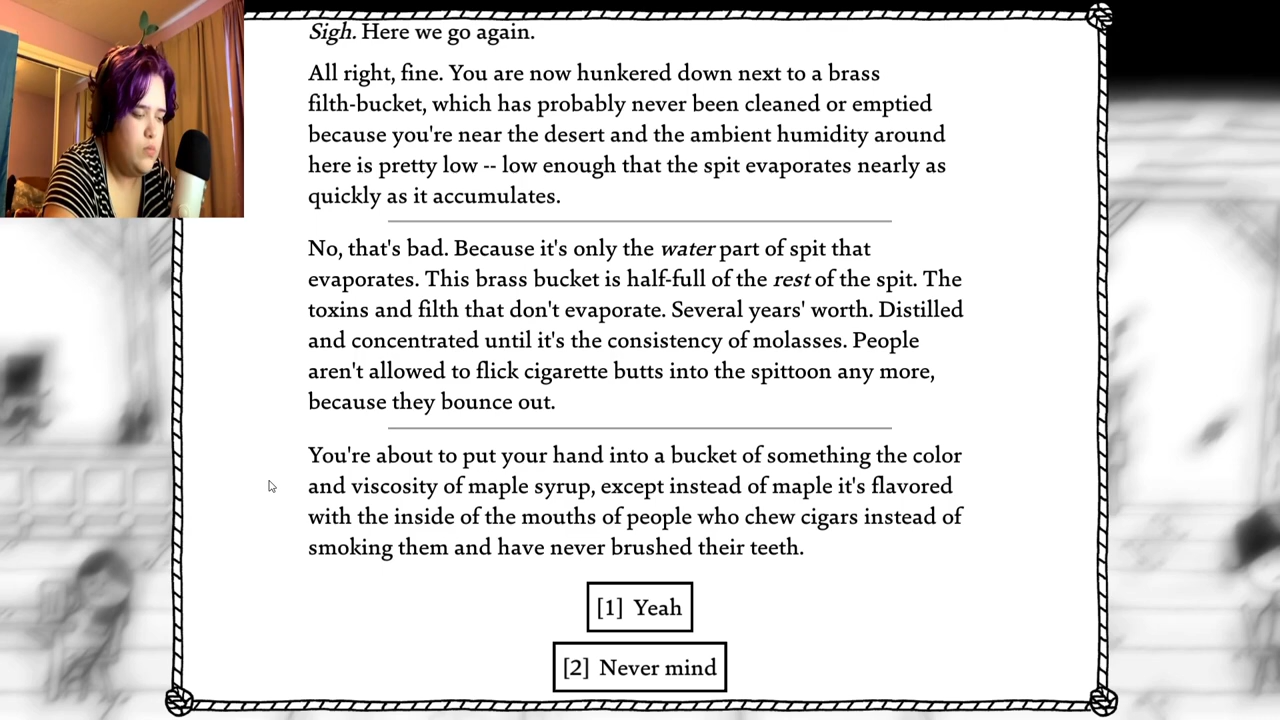 Sigh. Here we go again.
All right, fine. You are now hunkered down next to a brass
filth-bucket, which has probably never been cleaned or emptied
because you're near the desert and the ambient humidity around
here is pretty low -- low enough that the spit evaporates nearly as
quickly as it accumulates.
No, that's bad. Because it's only the water part of spit that
evaporates. This brass bucket is half-full of the rest of the spit. The
toxins and filth that don't evaporate. Several years' worth. Distilled
and concentrated until it's the consistency of molasses. People
aren't allowed to flick cigarette butts into the spittoon any more,
because they bounce out.
You're about to put your hand into a bucket of something the color
and viscosity of maple syrup, except instead of maple it's flavored
with the inside of the mouths of people who chew cigars instead of
smoking them and have never brushed their teeth.
[1] Yeah
[2] Never mind